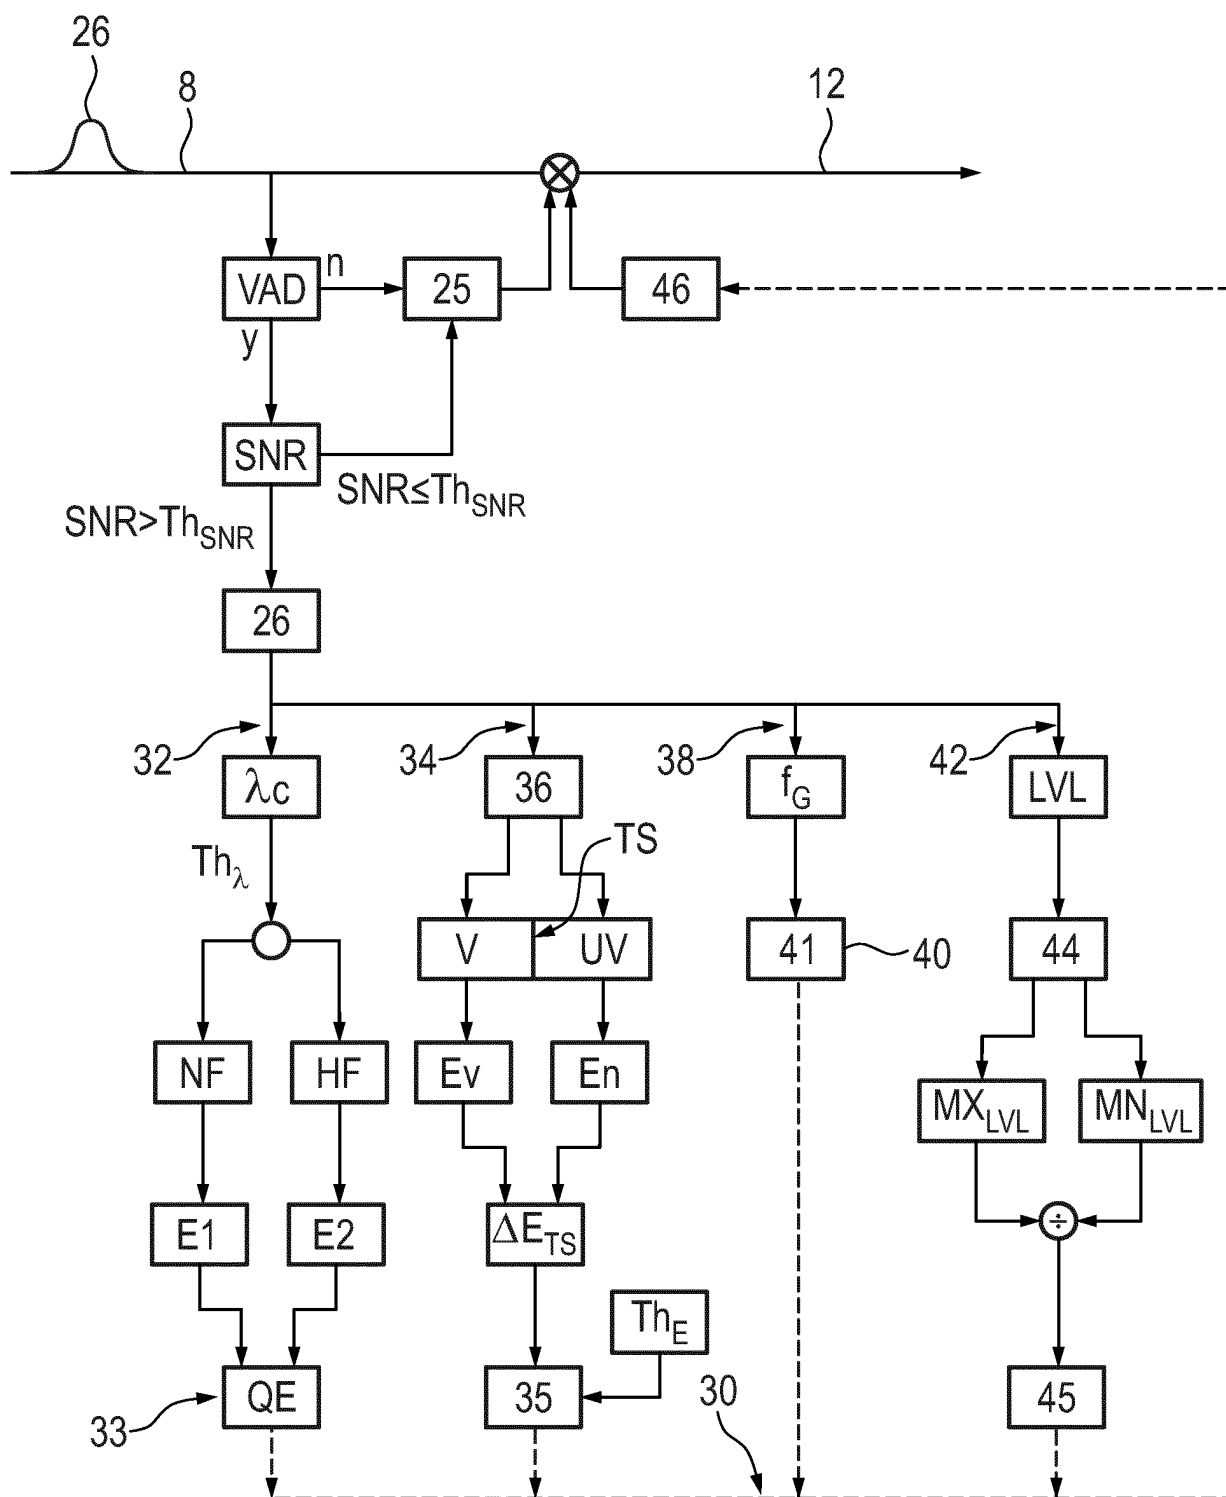 26
8
12
VAD
n
25
46
y
SNR
SNR≤Th_SNR
SNR>Th_SNR
26
32
34
38
42
λc
36
f_G
LVL
Th_λ
TS
V
UV
41
40
44
NF
HF
Ev
En
MX_LVL
MN_LVL
E1
E2
ΔE_TS
÷
Th_E
33
QE
35
30
45